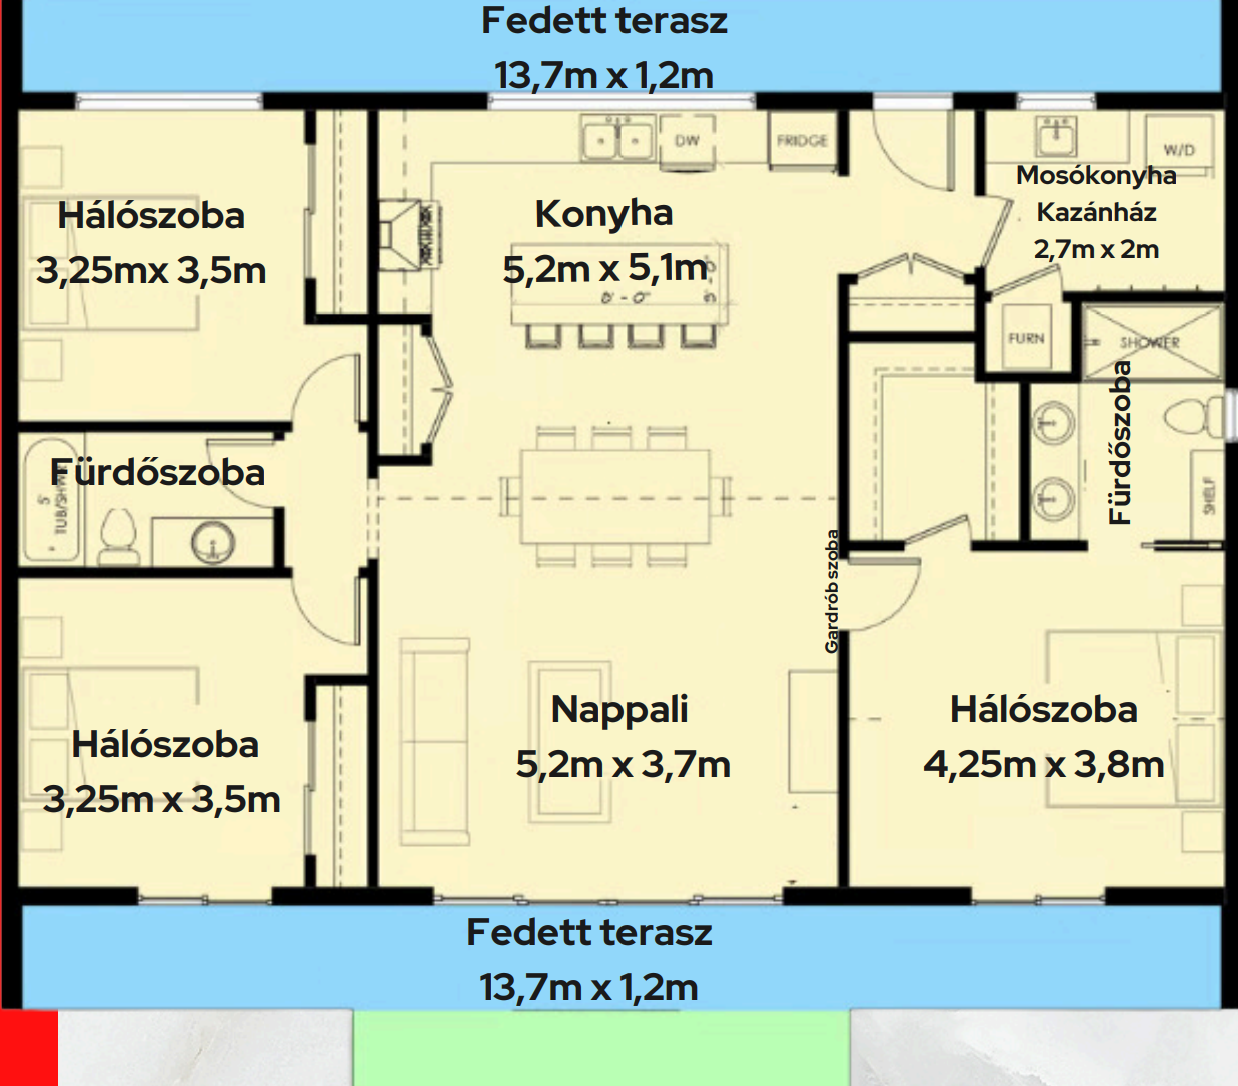 Fedett terasz
13,7m x 1,2m
DW
FRIDGE
W/D
Mosókonyha
Kazánház
2,7m x 2m
Hálószoba
3,25mx 3,5m
Konyha
5,2m x 5,1m
8' - 0"
FURN
SHOWER
Fürdőszoba
Fürdőszoba
5'
TUB/SHWR
SHELF
Gardrób szoba
Hálószoba
3,25m x 3,5m
Nappali
5,2m x 3,7m
Hálószoba
4,25m x 3,8m
Fedett terasz
13,7m x 1,2m